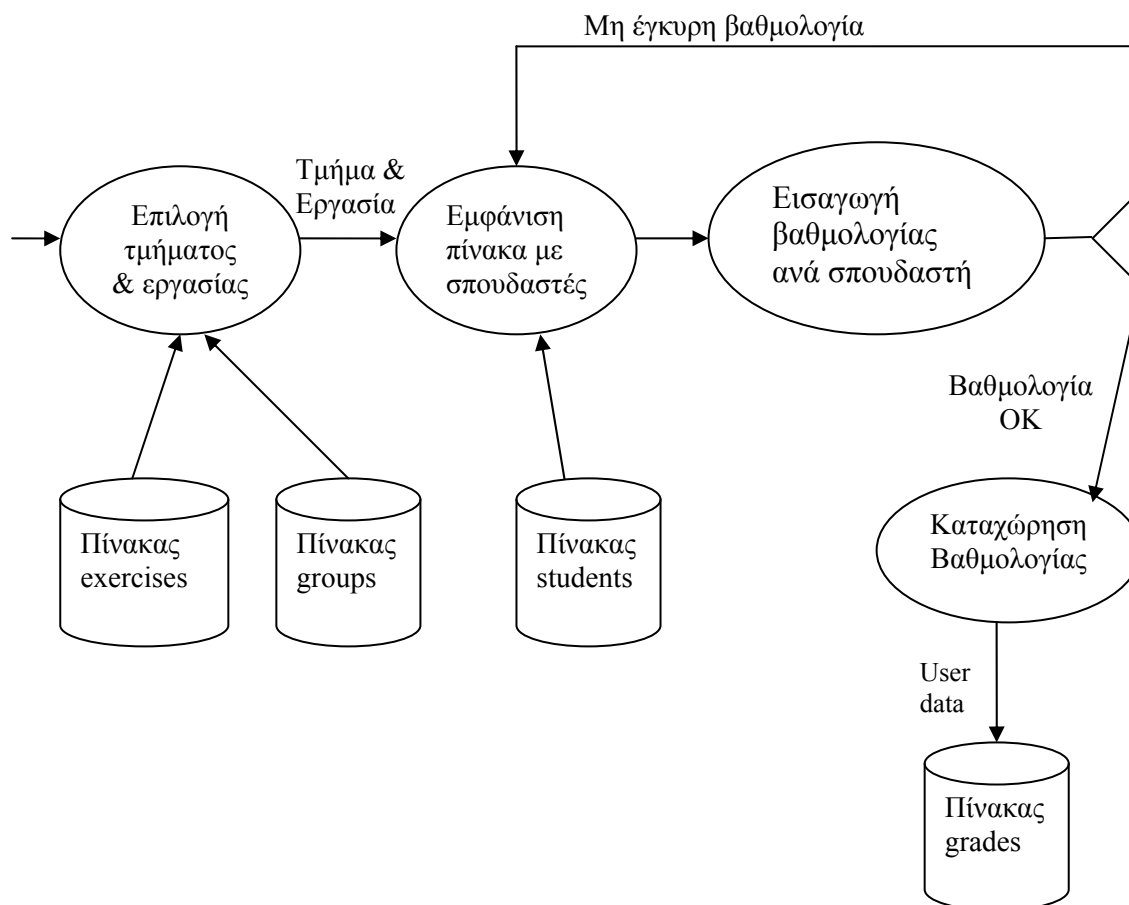 Μη έγκυρη βαθμολογία
Επιλογή
τμήματος
& εργασίας
Τμήμα &
Εργασία
Εμφάνιση
πίνακα με
σπουδαστές
Εισαγωγή
βαθμολογίας
ανά σπουδαστή
Βαθμολογία
OK
Πίνακας
exercises
Πίνακας
groups
Πίνακας
students
Καταχώρηση
Βαθμολογίας
User
data
Πίνακας
grades